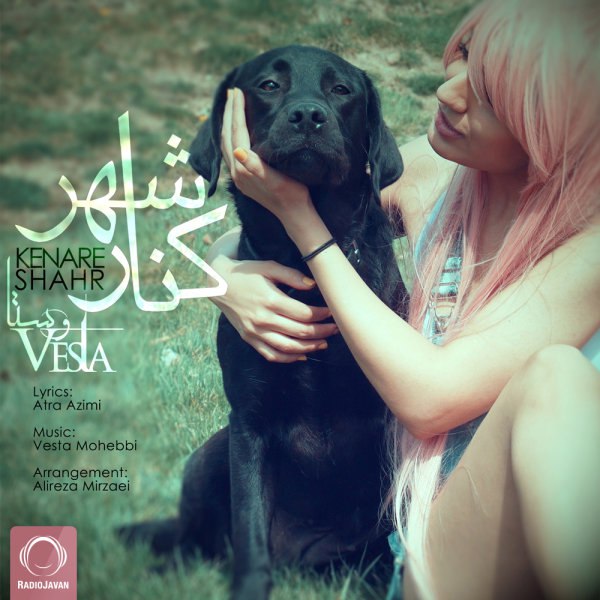 شهر
کنار
KENARE
SHAHR
وستا
VESTA
Lyrics:
Atra Azimi
Music:
Vesta Mohebbi
Arrangement:
Alireza Mirzaei
RADIOJAVAN